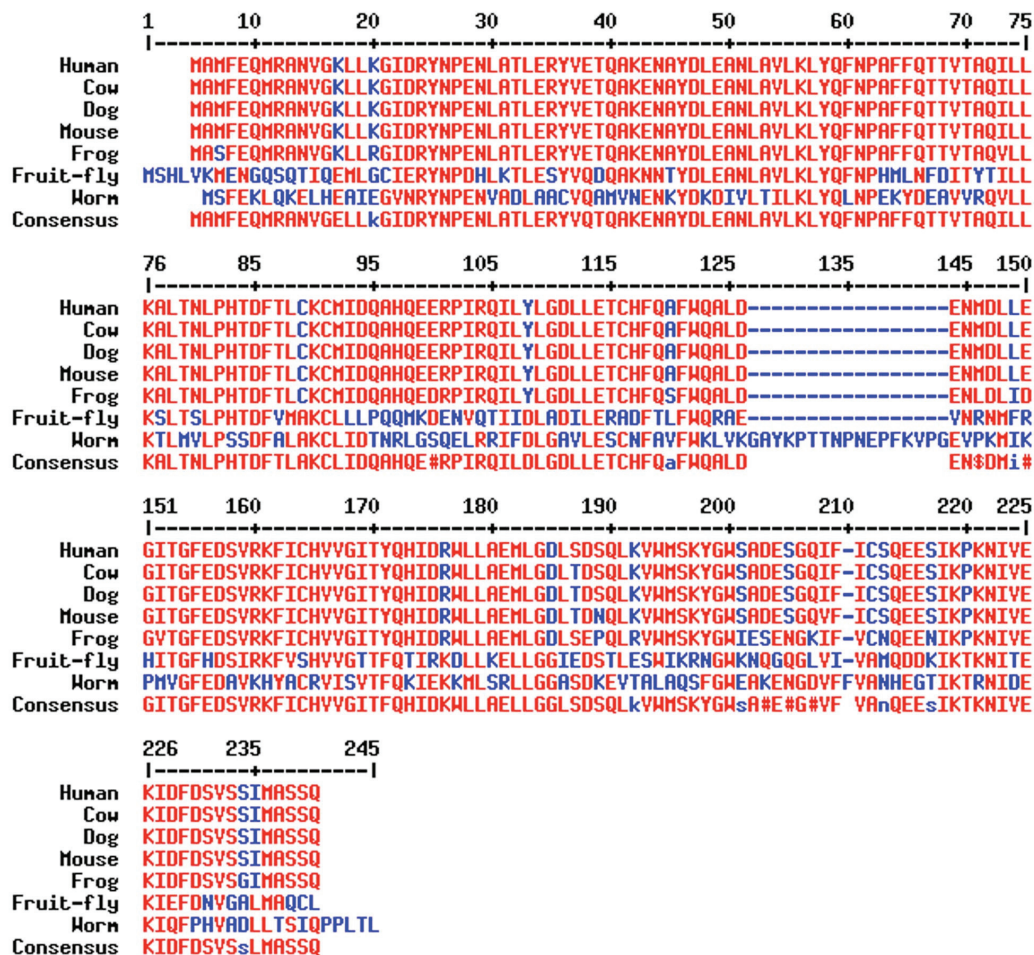 1 10 20 30 40 50 60 70 75
|--------+---------+---------+---------+---------+---------+---------+----|
Human MAMFEQMRANVGKLLKGIDRYNPENLATLERYVETQAKENAYDLEANLAVLKLYQFNPAFFQTTVTAQILL
Cow MAMFEQMRANVGKLLKGIDRYNPENLATLERYVETQAKENAYDLEANLAVLKLYQFNPAFFQTTVTAQILL
Dog MAMFEQMRANVGKLLKGIDRYNPENLATLERYVETQAKENAYDLEANLAVLKLYQFNPAFFQTTVTAQILL
Mouse MAMFEQMRANVGKLLKGIDRYNPENLATLERYVETQAKENAYDLEANLAVLKLYQFNPAFFQTTVTAQILL
Frog MASFEQMRANVGKLLRGIDRYNPENLATLERYVETQAKENAYDLEANLAVLKLYQFNPAFFQTTVTAQILL
Fruit-fly MSHLVKMENGQSQTIQEMLGCIERYNPDHLKTLESYVQDQAKNNTYDLEANLAVLKLYQFNPHMLNFDITYTILL
Worm MSFEKLQKELHEAIEGVNRYNPENVADLAACVQAMVNENKYDKDIVLTILKLYQLNPEKYDEAVVRQVLL
Consensus MAMFEQMRANVGKLLkGIDRYNPENLATLERYVETQAKENAYDLEANLAVLKLYQFNPAFFQTTVTAQILL
76 85 95 105 115 125 135 145 150
|--------+---------+---------+---------+---------+---------+---------+----|
Human KALTNLPHTDFTLCKCMIDQAHQEERPIRQILYLGDLLETCHFQAFWQALD-----------------ENMDLLE
Cow KALTNLPHTDFTLCKCMIDQAHQEERPIRQILYLGDLLETCHFQAFWQALD-----------------ENMDLLE
Dog KALTNLPHTDFTLCKCMIDQAHQEERPIRQILYLGDLLETCHFQAFWQALD-----------------ENMDLLE
Mouse KALTNLPHTDFTLCKCMIDQAHQEERPIRQILYLGDLLETCHFQAFWQALD-----------------ENMDLLE
Frog KALTNLPHTDFTLCKCMIDQAHQEDRPIRQILYLGDLLETCHFQSFWQALD-----------------ENLDLID
Fruit-fly KSLTSLPHTDFVMAKCLLLPQQMKDENVQTIIDLADILERADFTLFWQRAE-----------------VNRNMFR
Worm KTLMVLPSSDFALAKCLIDTNRLGSQELRRIFDLGAVLESCNFAVFWKLVKGAYKPTTNPNEPFKVPGEVPKMIK
Consensus KALTNLPHTDFTLAKCLIDQAHQE#RPIRQILDLGDLLETCHFQaFWQALD                 EN$DMi#
151 160 170 180 190 200 210 220 225
|--------+---------+---------+---------+---------+---------+---------+----|
Human GITGFEDSVRKFICHVVGITYQHIDRWLLAEMLGDLSDSQLKVWMSKYGWSADESGQIF-ICSQEESIKPKNIVE
Cow GITGFEDSVRKFICHVVGITYQHIDRWLLAEMLGDLTDSQLKVWMSKYGWSADESGQIF-ICSQEESIKPKNIVE
Dog GITGFEDSVRKFICHVVGITYQHIDRWLLAEMLGDLTDSQLKVWMSKYGWSADESGQIF-ICSQEESIKPKNIVE
Mouse GITGFEDSVRKFICHVVGITYQHIDRWLLAEMLGDLTDNQLKVWMSKYGWSADESGQVF-ICSQEESIKPKNIVE
Frog GVTGFEDSVRKFICHVVGITYQHIDRWLLAEMLGDLSEPQLRVWMSKYGWIESENGKIF-VCNQEENIKPKNIVE
Fruit-fly HITGFHDSIRKFVSHVVGTTFQTIRKDLLKELLGGIEDSTLESWIKRNGWKNQGQGLVI-VAMQDDKIKTKNITE
Worm PMVGFEDAVKHYACRVISVTFQKIEKKMLSRLLGGASDKEVTALAQSFGWEAKENGDVFFVANHEGTIKTRNIDE
Consensus GITGFEDSVRKFICHVVGITFQHIDKWLLAELLGGLSDSQLkVWMSKYGWsA#E#G#VF VAnQEEsIKTKNIVE
226 235 245
|--------+---------|
Human KIDFDSVSSIMASSQ
Cow KIDFDSVSSIMASSQ
Dog KIDFDSVSSIMASSQ
Mouse KIDFDSVSSIMASSQ
Frog KIDFDSVSGIMASSQ
Fruit-fly KIEFDNVGALMAQCL
Worm KIQFPHVADLLTSIQPPLTL
Consensus KIDFDSVSsLMASSQ